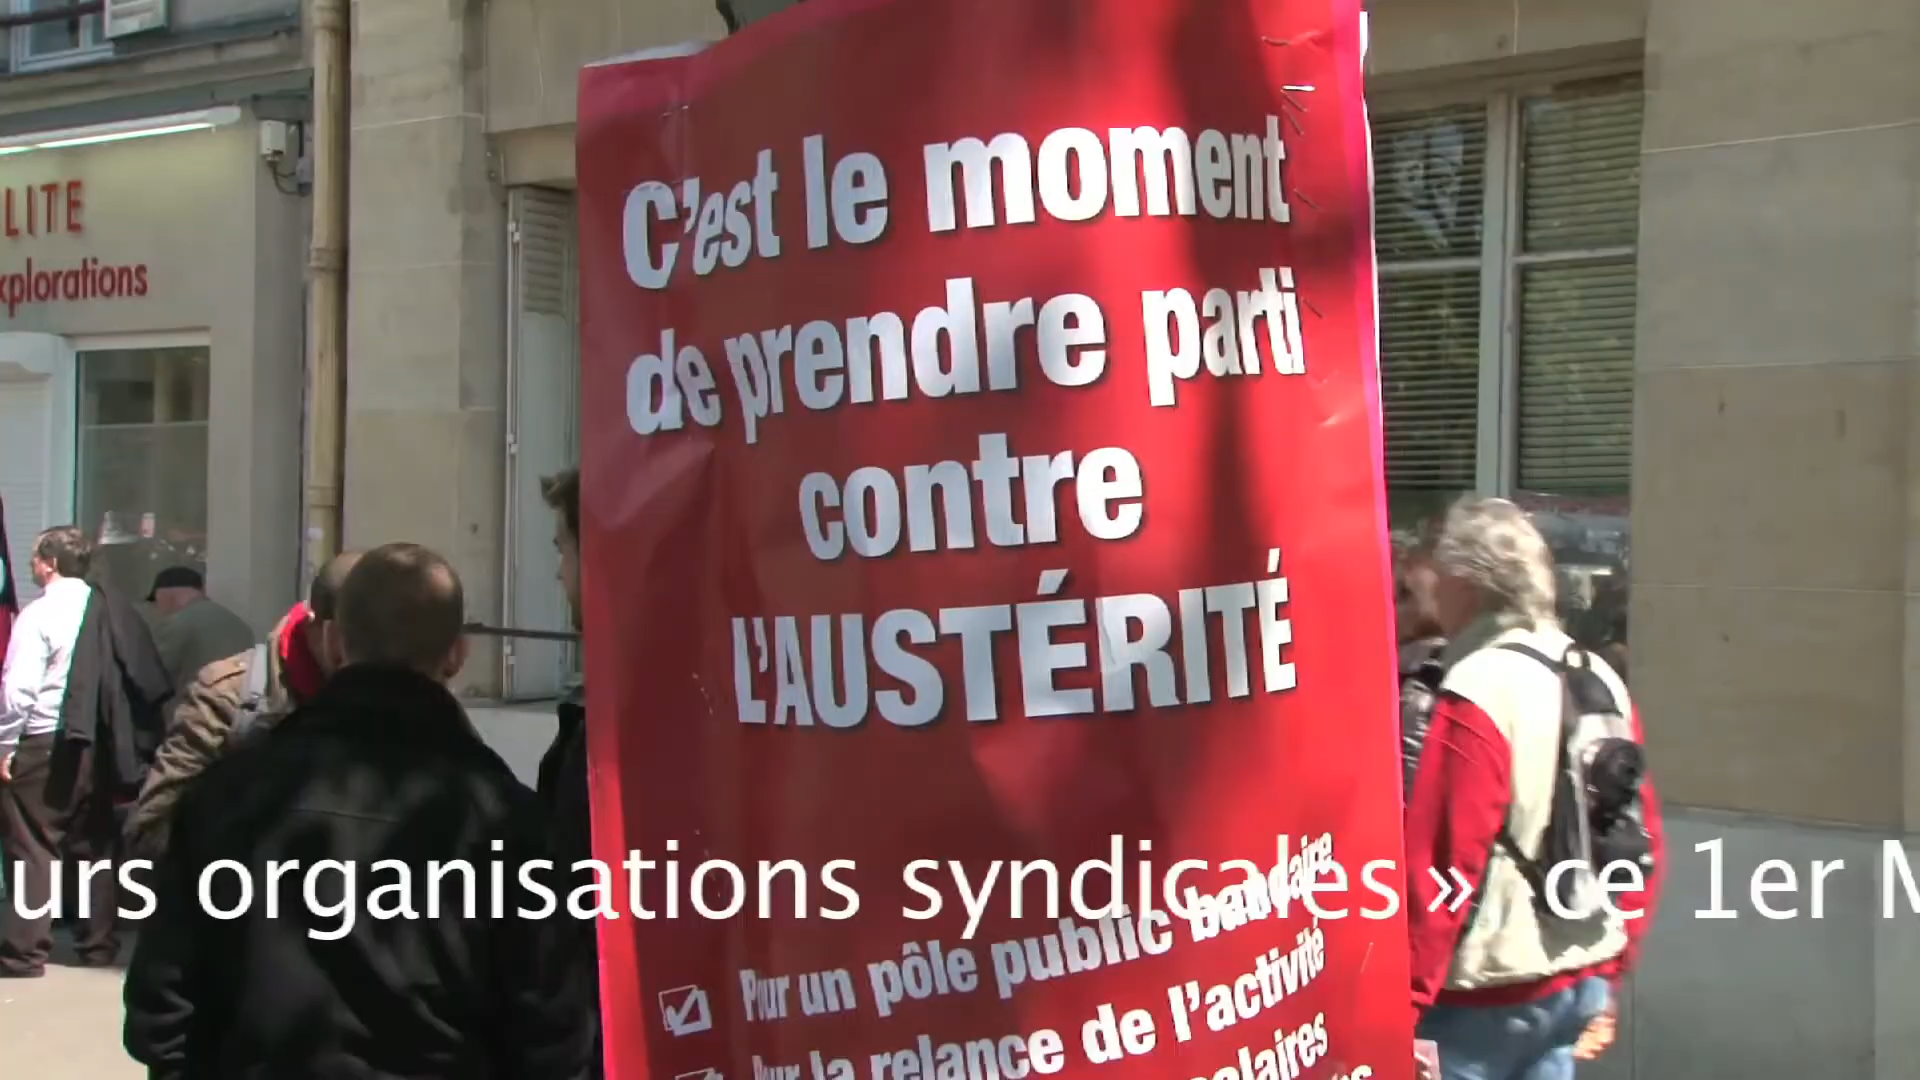 LITE
xplorations
C'est le moment
de prendre parti
contre
L'AUSTÉRITÉ
urs organisations syndicales » ce 1er M
Pour un pôle public bancaire
la relance de l'activité